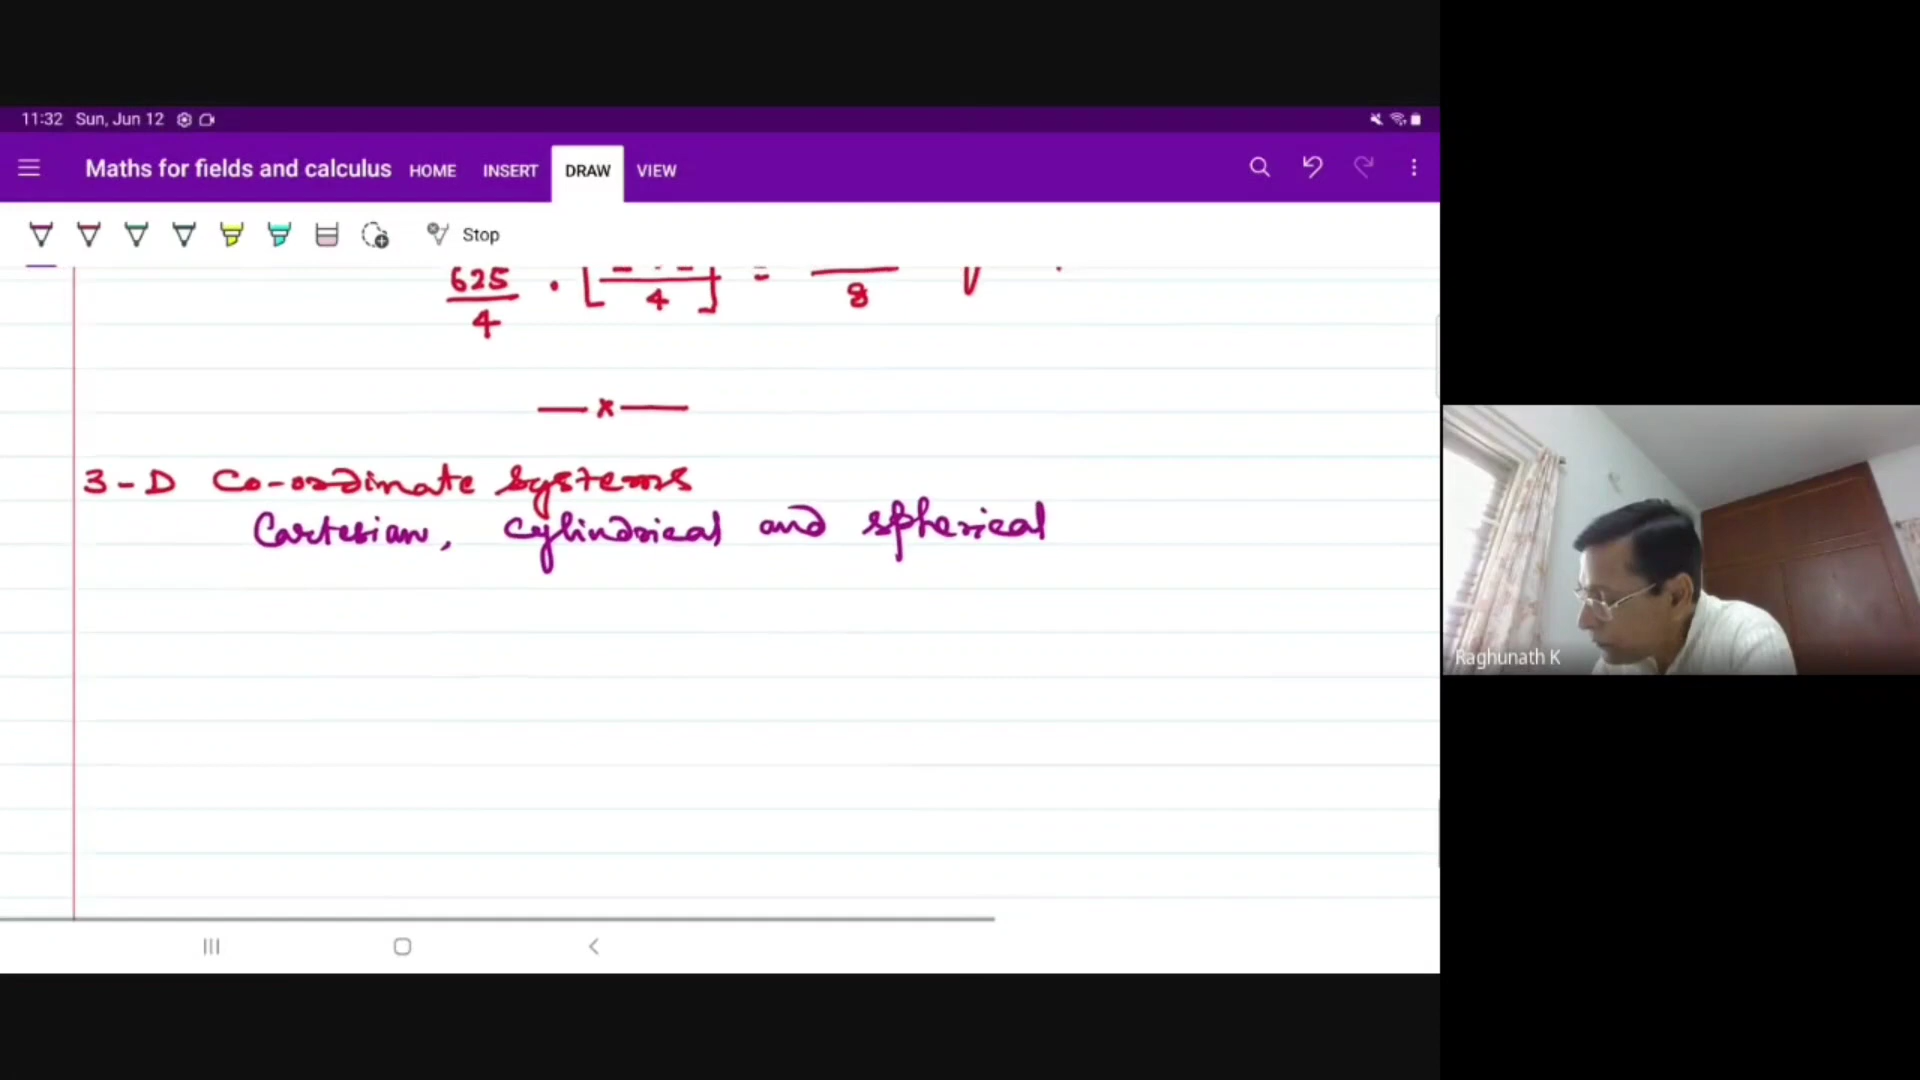 11:32 Sun, Jun 12
Maths for fields and calculus HOME INSERT DRAW VIEW
Stop
625/4 · [ /4] = /8
— x —
3-D Co-ordinate Systems
Cartesian, cylindrical and spherical
Raghunath K